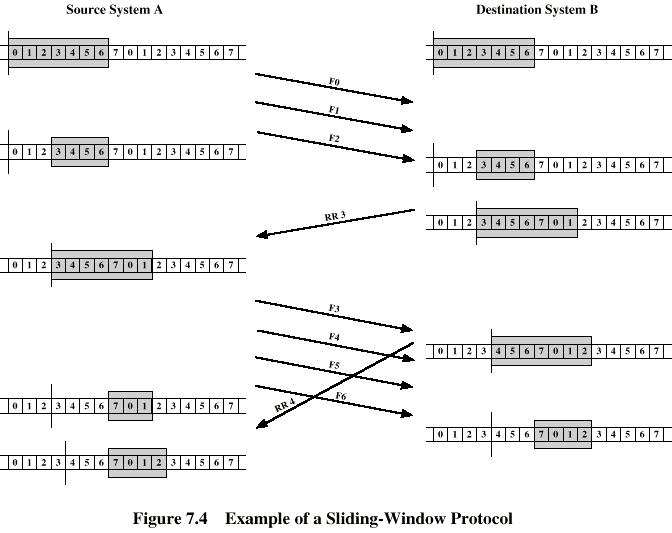 Source System A Destination System B
0 1 2 3 4 5 6 7 0 1 2 3 4 5 6 7 0 1 2 3 4 5 6 7 0 1 2 3 4 5 6 7
F0
F1
F2
0 1 2 3 4 5 6 7 0 1 2 3 4 5 6 7 0 1 2 3 4 5 6 7 0 1 2 3 4 5 6 7
RR 3
0 1 2 3 4 5 6 7 0 1 2 3 4 5 6 7
0 1 2 3 4 5 6 7 0 1 2 3 4 5 6 7
F3
F4
0 1 2 3 4 5 6 7 0 1 2 3 4 5 6 7
F5
F6
RR 4
0 1 2 3 4 5 6 7 0 1 2 3 4 5 6 7
0 1 2 3 4 5 6 7 0 1 2 3 4 5 6 7
0 1 2 3 4 5 6 7 0 1 2 3 4 5 6 7
Figure 7.4 Example of a Sliding-Window Protocol